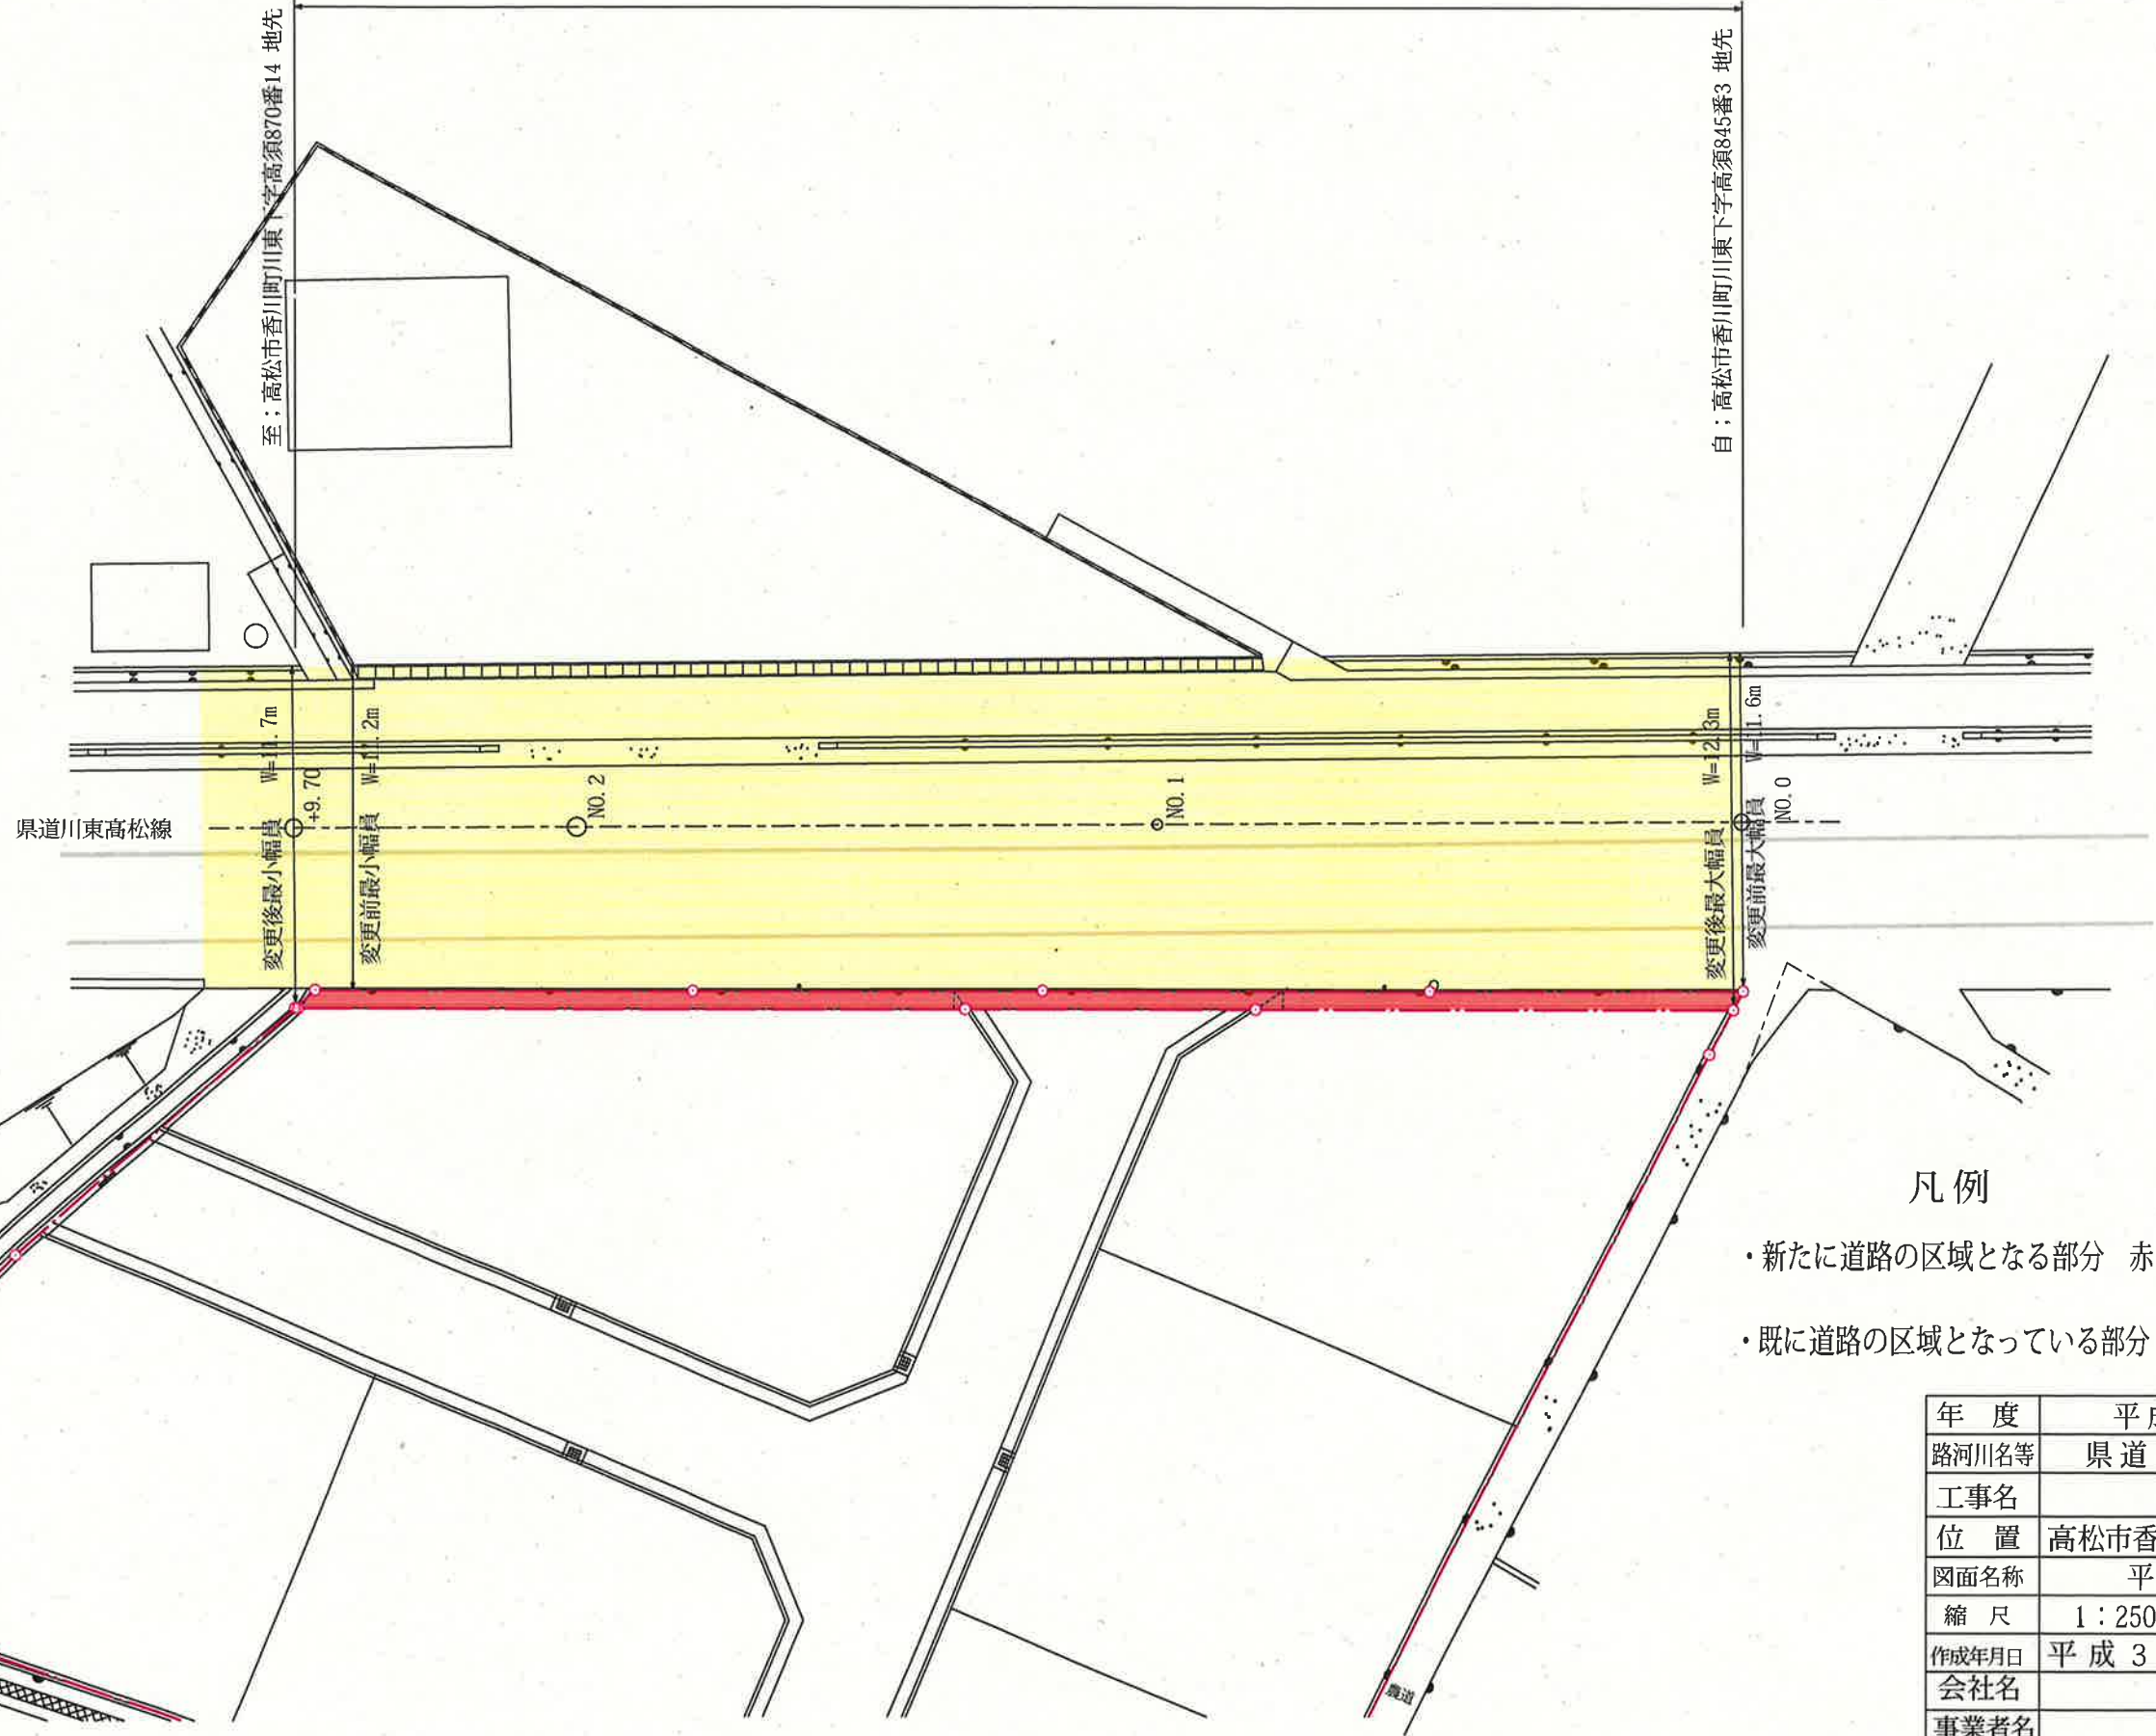 至；高松市香川町川東下字高須870番14 地先
自；高松市香川町川東下字高須845番3 地先
県道川東高松線
変更後最小幅員 W=11.7m
+9.70
変更前最小幅員 W=11.2m
NO.2
NO.1
変更後最大幅員 W=12.3m
変更前最大幅員 W=11.6m
NO.0
凡例
・新たに道路の区域となる部分 赤
・既に道路の区域となっている部分
農道
年 度 平成
路河川名等 県道
工事名
位 置 高松市香
図面名称 平
縮 尺 1：250
作成年月日 平成3
会社名
事業者名